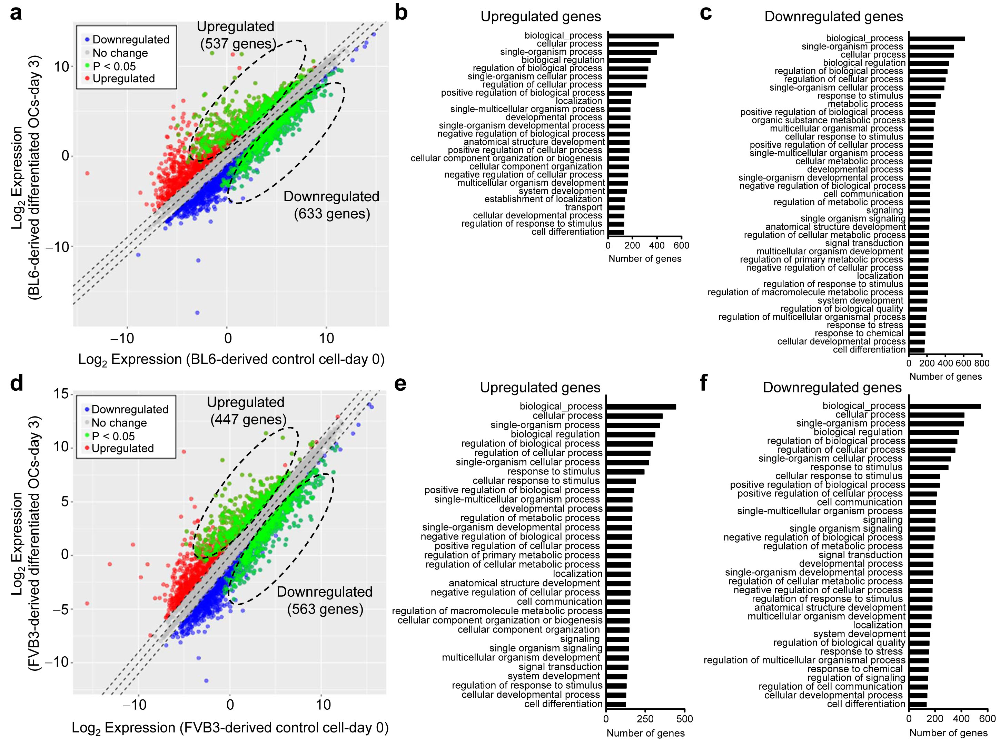 a
Upregulated
(537 genes)
Downregulated
No change
P < 0.05
Upregulated
Downregulated
(633 genes)
10
0
−10
−10
0
10
Log2 Expression
(BL6-derived differentiated OCs-day 3)
Log2 Expression (BL6-derived control cell-day 0)
b
Upregulated genes
biological_process
cellular process
single-organism process
biological regulation
regulation of biological process
single-organism cellular process
regulation of cellular process
positive regulation of biological process
localization
single-multicellular organism process
developmental process
single-organism developmental process
negative regulation of biological process
anatomical structure development
positive regulation of cellular process
cellular component organization or biogenesis
cellular component organization
negative regulation of cellular process
multicellular organism development
system development
establishment of localization
transport
cellular developmental process
regulation of response to stimulus
cell differentiation
0 200 400 600
Number of genes
c
Downregulated genes
biological_process
single-organism process
cellular process
biological regulation
regulation of biological process
regulation of cellular process
single-organism cellular process
response to stimulus
metabolic process
positive regulation of biological process
organic substance metabolic process
multicellular organismal process
cellular response to stimulus
positive regulation of cellular process
single-multicellular organism process
cellular metabolic process
developmental process
single-organism developmental process
negative regulation of biological process
cell communication
regulation of metabolic process
signaling
single organism signaling
anatomical structure development
regulation of cellular metabolic process
signal transduction
multicellular organism development
regulation of primary metabolic process
negative regulation of cellular process
localization
regulation of response to stimulus
regulation of macromolecule metabolic process
system development
regulation of biological quality
regulation of multicellular organismal process
response to stress
response to chemical
cellular developmental process
cell differentiation
0 200 400 600 800
Number of genes
d
Upregulated
(447 genes)
Downregulated
No change
P < 0.05
Upregulated
Downregulated
(563 genes)
15
10
5
0
−5
−10
−10
0
10
Log2 Expression
(FVB3-derived differentiated OCs-day 3)
Log2 Expression (FVB3-derived control cell-day 0)
e
Upregulated genes
biological_process
cellular process
single-organism process
biological regulation
regulation of biological process
regulation of cellular process
single-organism cellular process
response to stimulus
cellular response to stimulus
positive regulation of biological process
single-multicellular organism process
developmental process
regulation of metabolic process
single-organism developmental process
negative regulation of biological process
positive regulation of cellular process
regulation of primary metabolic process
regulation of cellular metabolic process
localization
anatomical structure development
negative regulation of cellular process
cell communication
regulation of macromolecule metabolic process
cellular component organization or biogenesis
cellular component organization
signaling
single organism signaling
multicellular organism development
signal transduction
system development
regulation of response to stimulus
cellular developmental process
cell differentiation
0 250 500
Number of genes
f
Downregulated genes
biological_process
cellular process
single-organism process
biological regulation
regulation of biological process
regulation of cellular process
single-organism cellular process
response to stimulus
cellular response to stimulus
positive regulation of biological process
positive regulation of cellular process
cell communication
single-multicellular organism process
signaling
single organism signaling
negative regulation of biological process
regulation of metabolic process
signal transduction
developmental process
single-organism developmental process
regulation of cellular metabolic process
negative regulation of cellular process
regulation of response to stimulus
anatomical structure development
multicellular organism development
localization
system development
regulation of biological quality
response to stress
regulation of multicellular organismal process
response to chemical
regulation of signaling
regulation of cell communication
cellular developmental process
cell differentiation
0 200 400 600
Number of genes